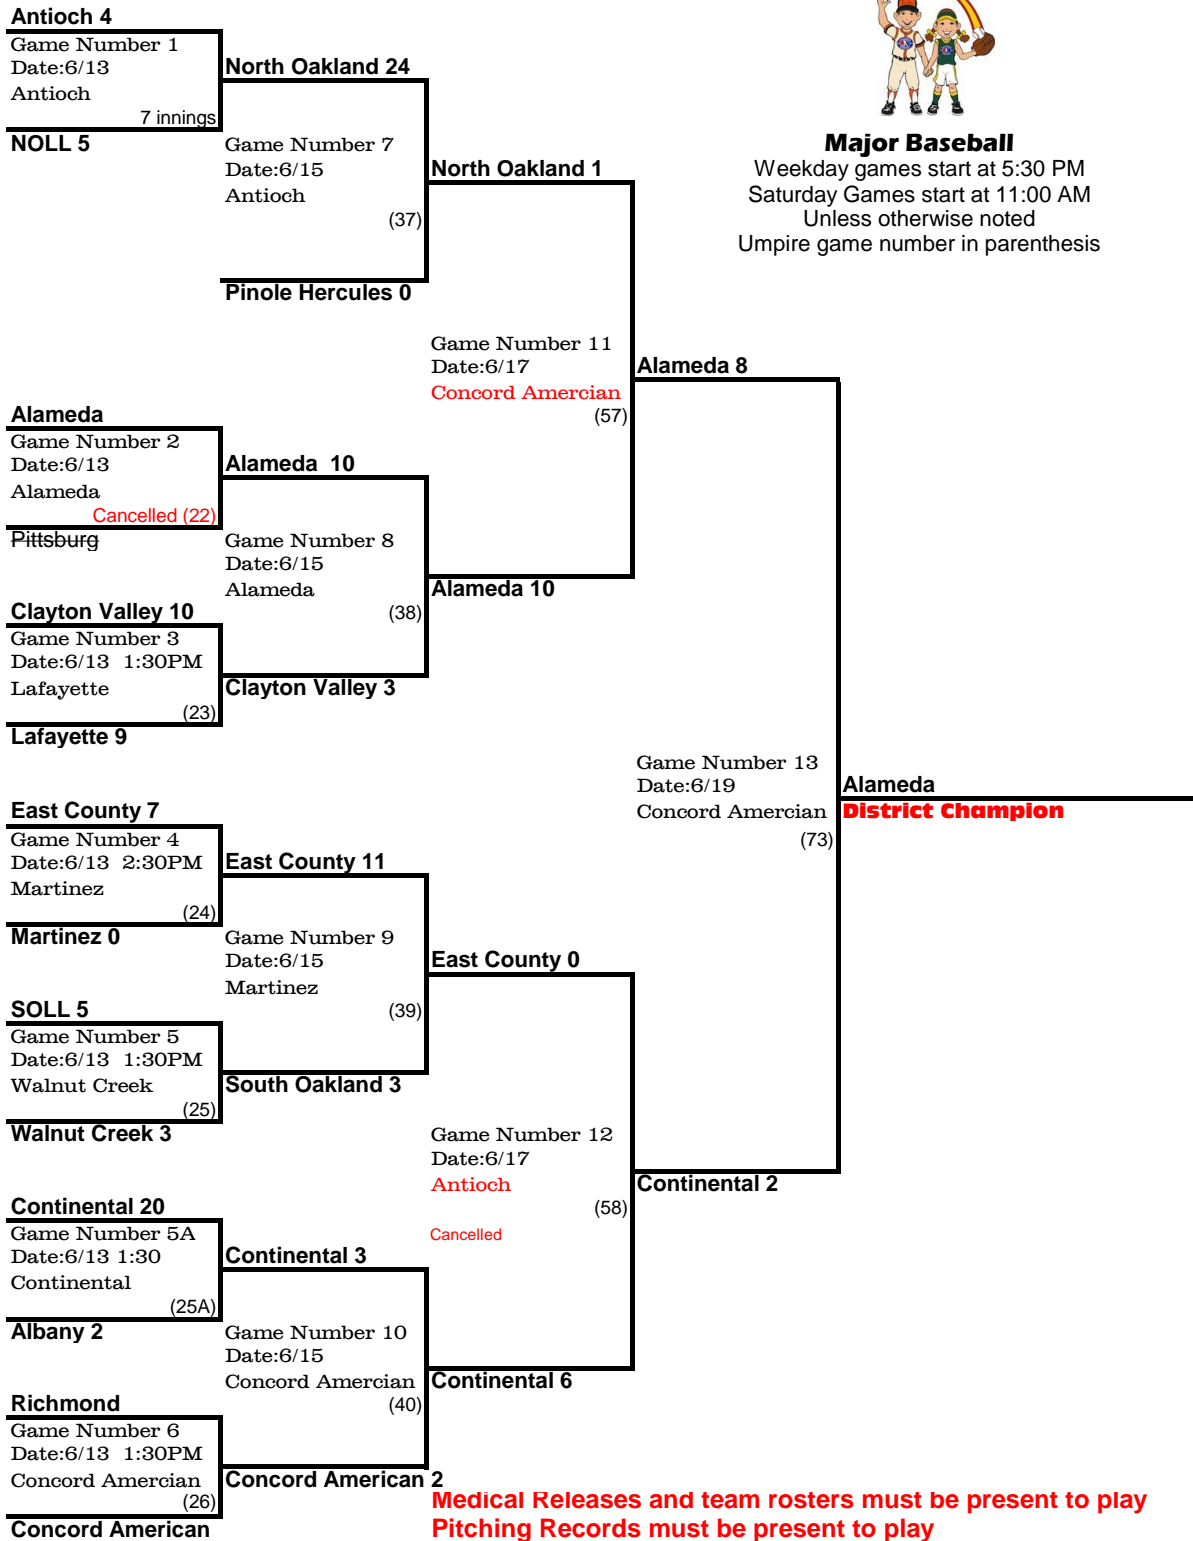 Antioch 4
Game Number 1
Date:6/13
Antioch
7 innings
NOLL 5
North Oakland 24
Game Number 7
Date:6/15
Antioch
(37)
Pinole Hercules 0
North Oakland 1
Major Baseball
Weekday games start at 5:30 PM
Saturday Games start at 11:00 AM
Unless otherwise noted
Umpire game number in parenthesis
Game Number 11
Date:6/17
Concord Amercian
(57)
Alameda 8
Alameda
Game Number 2
Date:6/13
Alameda
Cancelled (22)
Pittsburg
Alameda 10
Game Number 8
Date:6/15
Alameda
(38)
Alameda 10
Clayton Valley 10
Game Number 3
Date:6/13 1:30PM
Lafayette
(23)
Lafayette 9
Clayton Valley 3
Game Number 13
Date:6/19
Concord Amercian
(73)
Alameda
District Champion
East County 7
Game Number 4
Date:6/13 2:30PM
Martinez
(24)
Martinez 0
East County 11
Game Number 9
Date:6/15
Martinez
(39)
East County 0
SOLL 5
Game Number 5
Date:6/13 1:30PM
Walnut Creek
(25)
Walnut Creek 3
South Oakland 3
Game Number 12
Date:6/17
Antioch
(58)
Cancelled
Continental 2
Continental 20
Game Number 5A
Date:6/13 1:30
Continental
(25A)
Albany 2
Continental 3
Game Number 10
Date:6/15
Concord Amercian
(40)
Continental 6
Richmond
Game Number 6
Date:6/13 1:30PM
Concord Amercian
(26)
Concord American
Concord American 2
Medical Releases and team rosters must be present to play
Pitching Records must be present to play